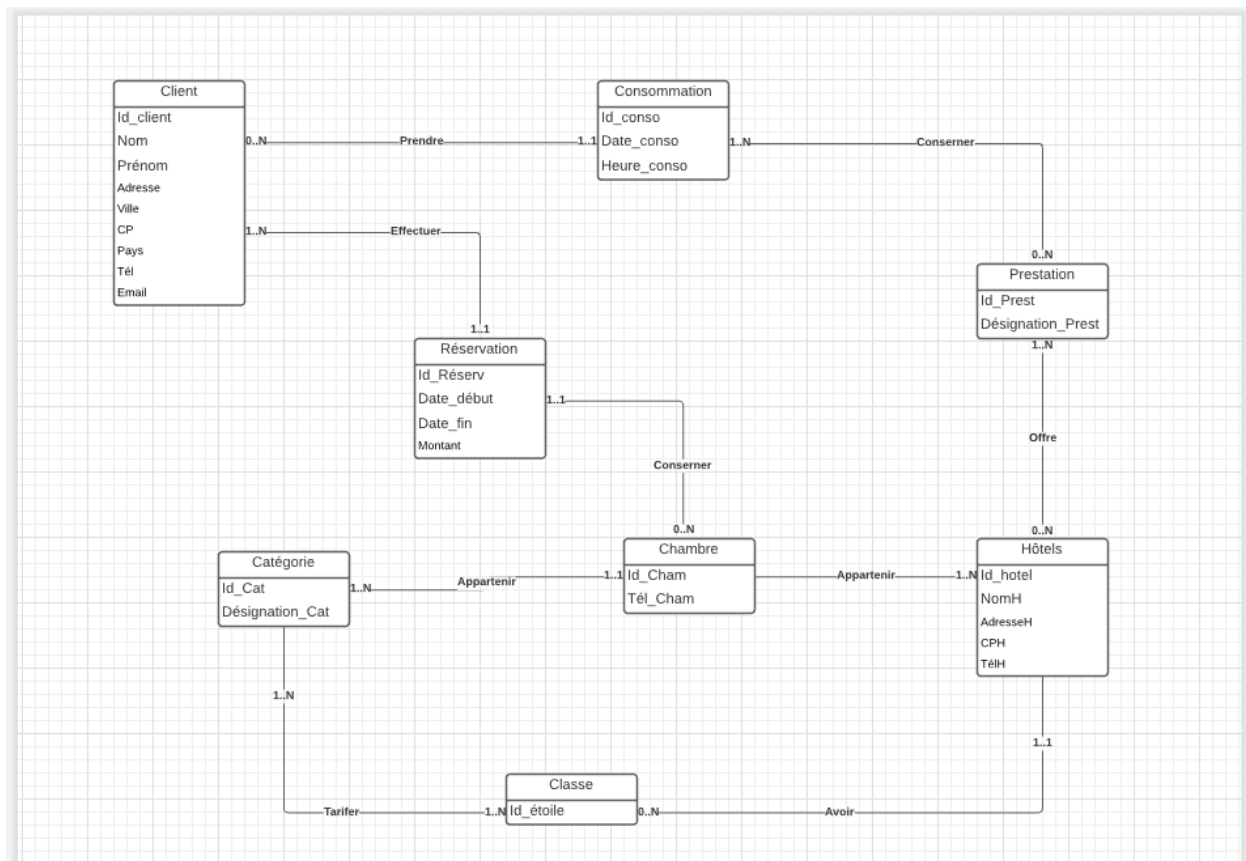 Client
Id_client
Nom
Prénom
Adresse
Ville
CP
Pays
Tél
Email
0..N
Prendre
1..1
Consommation
Id_conso
Date_conso
Heure_conso
1..N
Conserner
0..N
1..N
Effectuer
1..1
Prestation
Id_Prest
Désignation_Prest
1..N
Offre
0..N
Réservation
Id_Réserv
Date_début
Date_fin
Montant
1..1
Conserner
0..N
Catégorie
Id_Cat
Désignation_Cat
1..N
Appartenir
1..1
Chambre
Id_Cham
Tél_Cham
Appartenir
1..N
Hôtels
Id_hotel
NomH
AdresseH
CPH
TélH
1..N
Tarifer
1..N
Classe
Id_étoile
0..N
Avoir
1..1